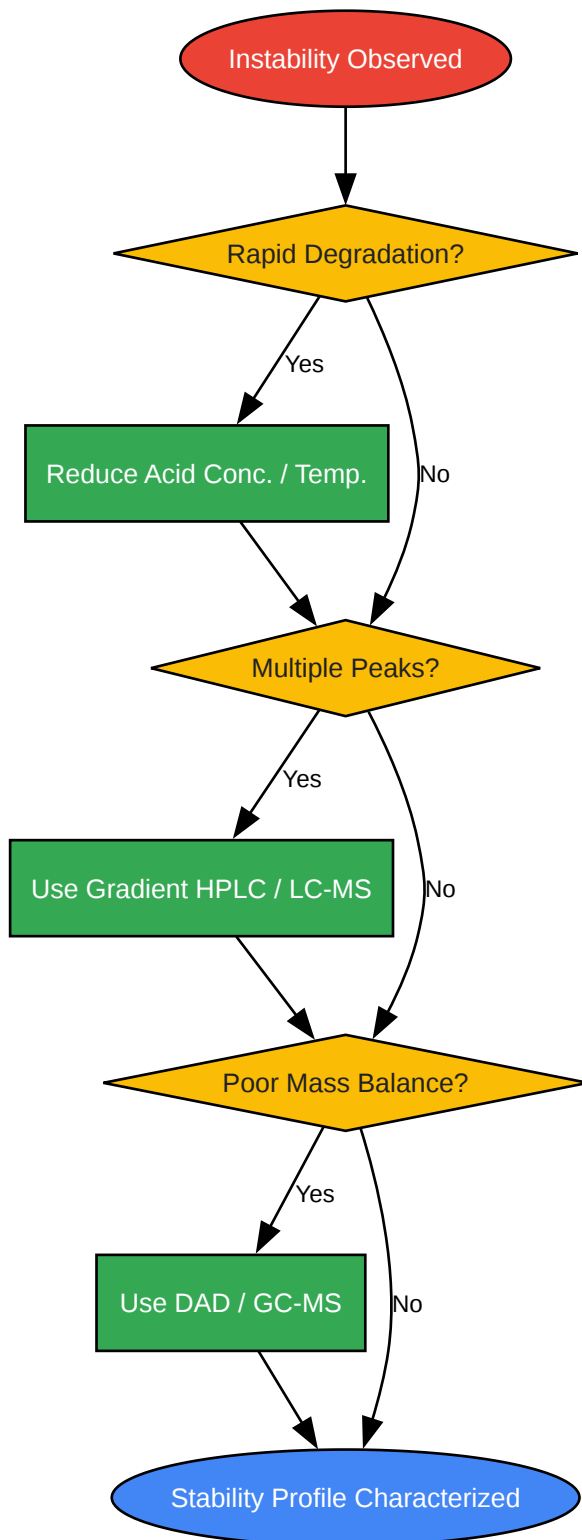 Instability Observed
Rapid Degradation?
Yes
Reduce Acid Conc. / Temp.
No
Multiple Peaks?
Yes
Use Gradient HPLC / LC-MS
No
Poor Mass Balance?
Yes
Use DAD / GC-MS
No
Stability Profile Characterized